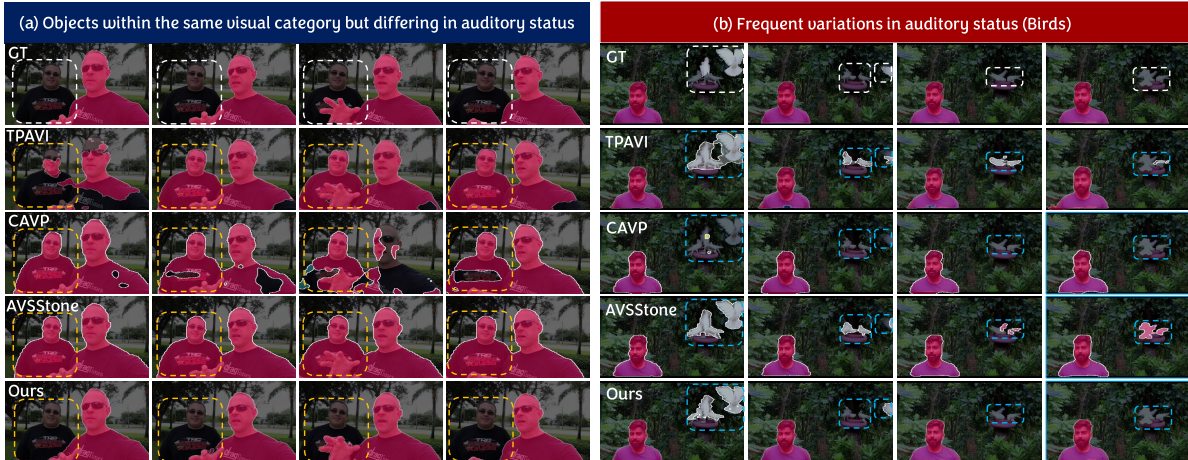 (a) Objects within the same visual category but differing in auditory status
(b) Frequent variations in auditory status (Birds)
GT
GT
TPAVI
TPAVI
CAVP
CAVP
AVSStone
AVSStone
Ours
Ours